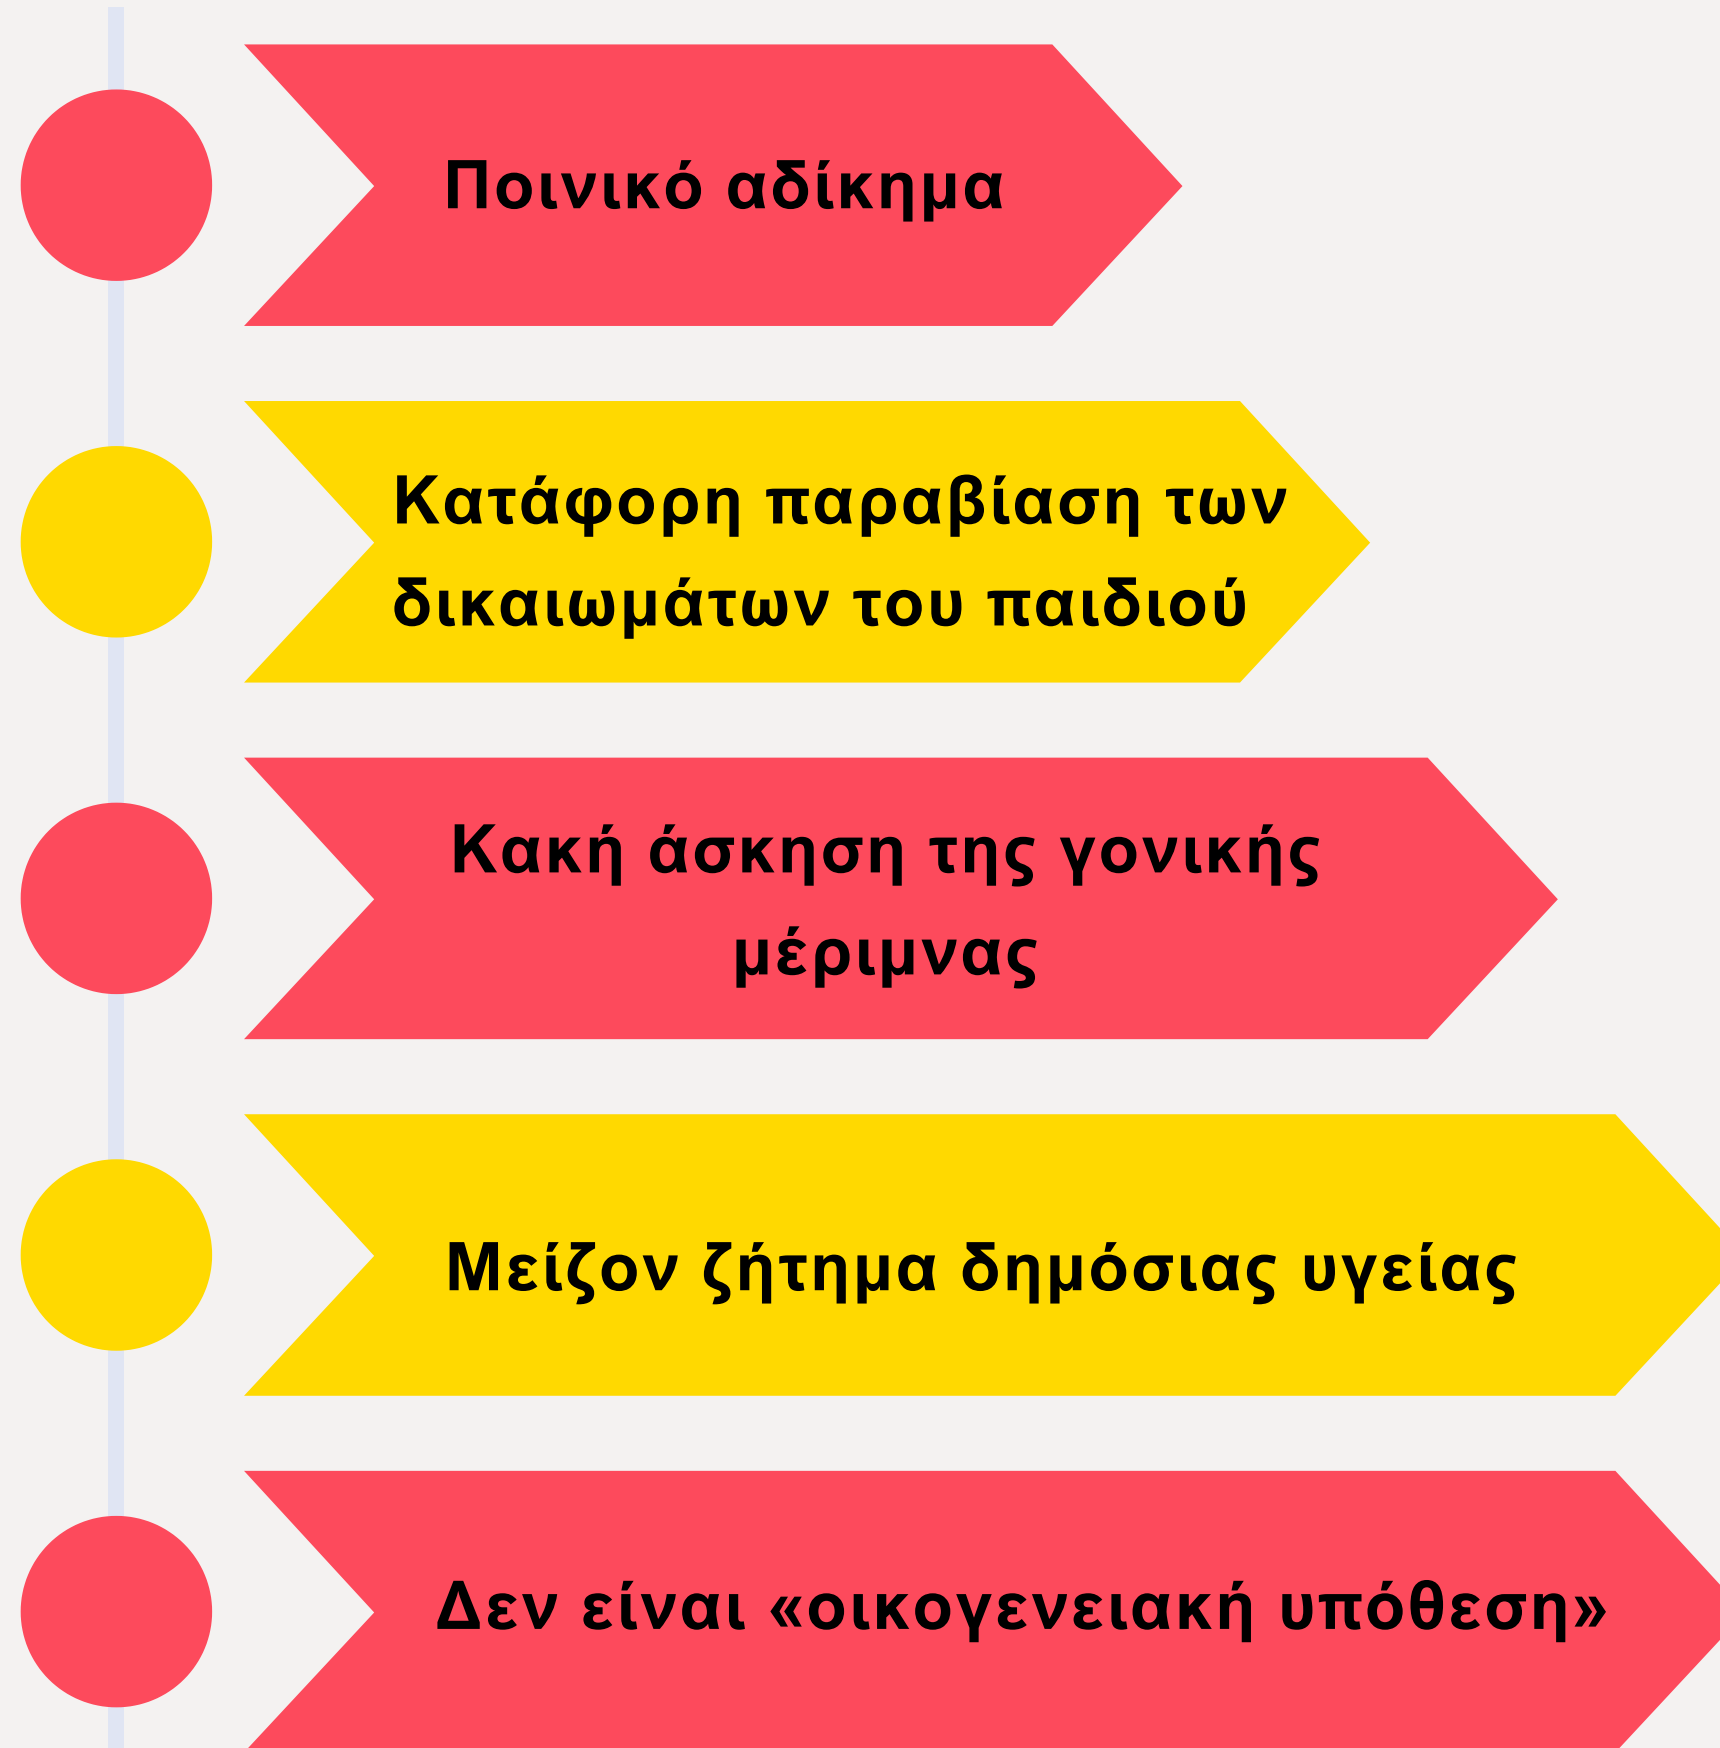 Ποινικό αδίκημα
Κατάφορη παραβίαση των
δικαιωμάτων του παιδιού
Κακή άσκηση της γονικής
μέριμνας
Μείζον ζήτημα δημόσιας υγείας
Δεν είναι «οικογενειακή υπόθεση»